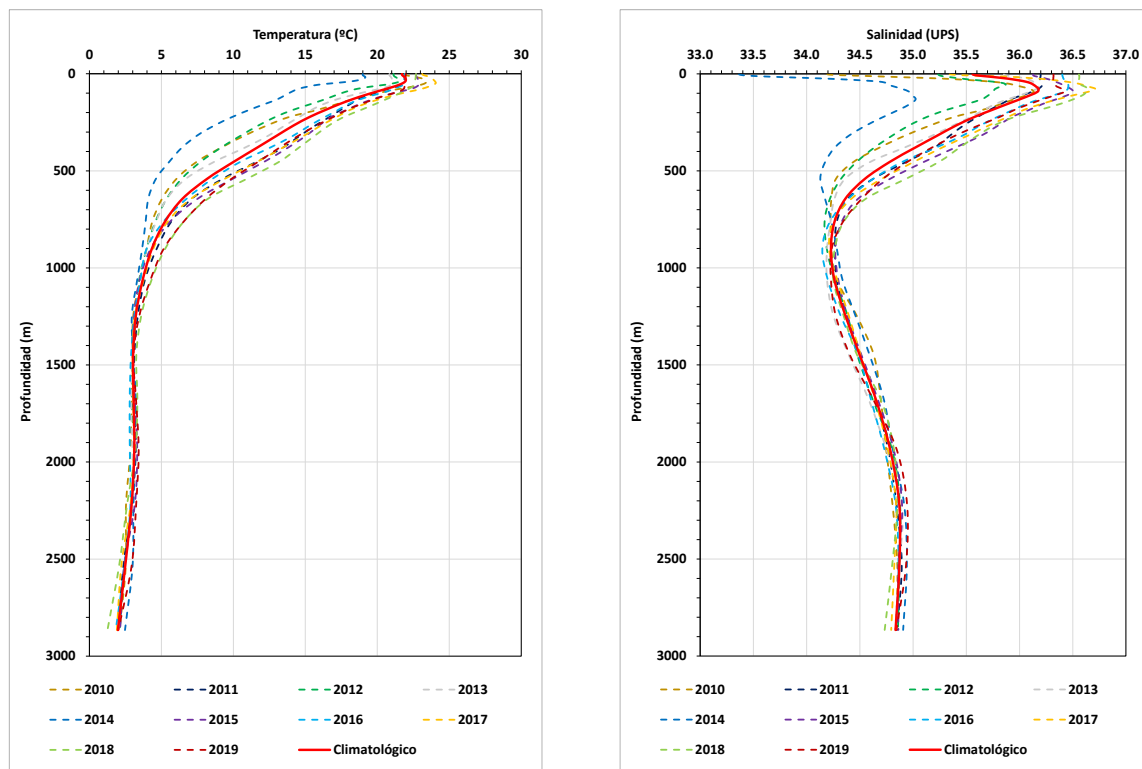 Temperatura (ºC)
0 5 10 15 20 25 30
0
500
1000
1500
2000
2500
3000
Profundidad (m)
2010 2011 2012 2013
2014 2015 2016 2017
2018 2019 Climatológico
Salinidad (UPS)
33.0 33.5 34.0 34.5 35.0 35.5 36.0 36.5 37.0
0
500
1000
1500
2000
2500
3000
Profundidad (m)
2010 2011 2012 2013
2014 2015 2016 2017
2018 2019 Climatológico